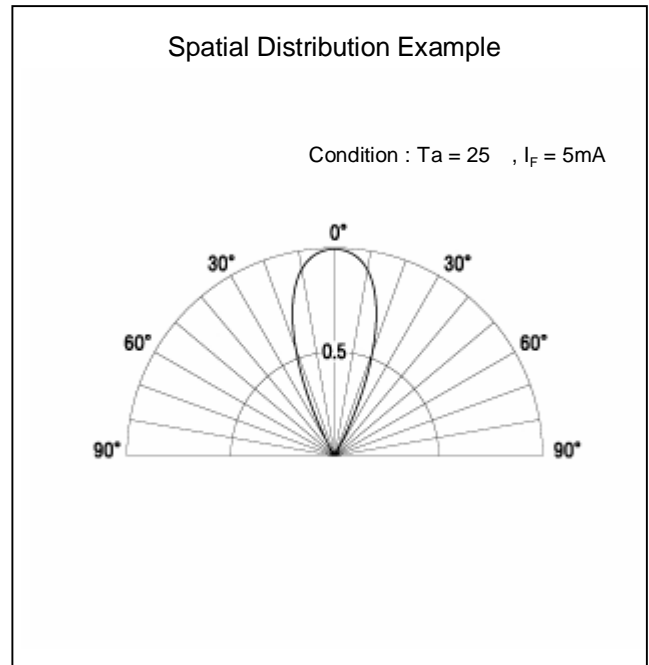 Spatial Distribution Example
Condition : Ta = 25 , IF = 5mA
0°
30° 30°
60° 0.5 60°
90° 90°